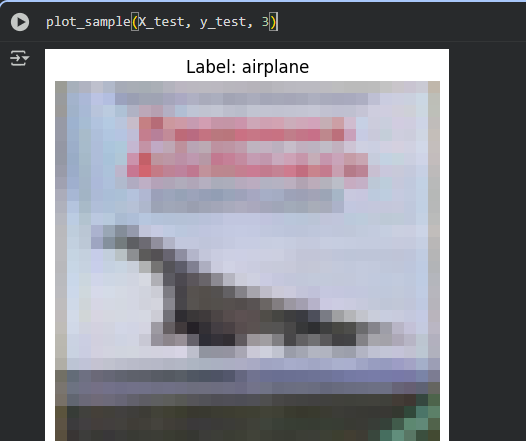 plot_sample(X_test, y_test, 3)
Label: airplane